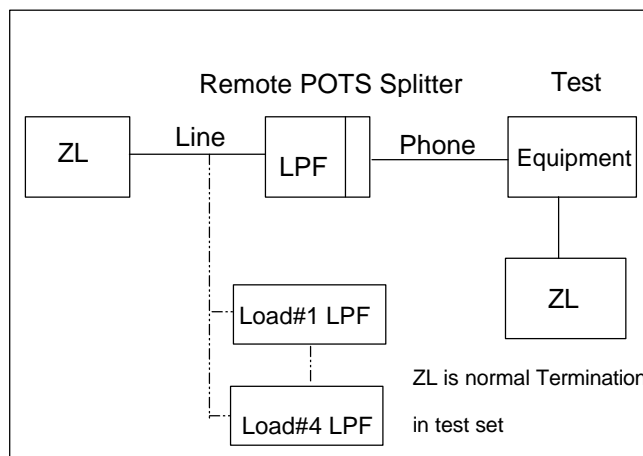 Remote POTS Splitter
Test
ZL
Line
LPF
Phone
Equipment
Load#1 LPF
ZL
Load#4 LPF
ZL is normal Termination
in test set